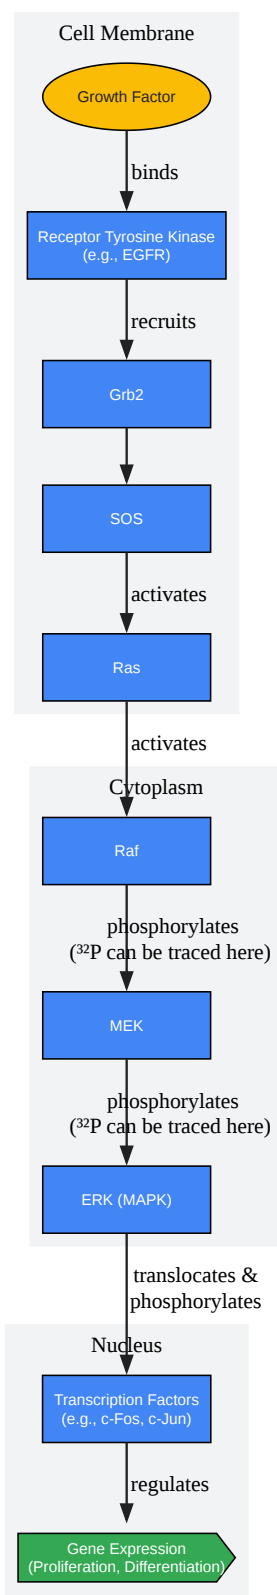 Cell Membrane
Growth Factor
binds
Receptor Tyrosine Kinase
(e.g., EGFR)
recruits
Grb2
SOS
activates
Ras
activates
Cytoplasm
Raf
phosphorylates
(³²P can be traced here)
MEK
phosphorylates
(³²P can be traced here)
ERK (MAPK)
translocates &
phosphorylates
Nucleus
Transcription Factors
(e.g., c-Fos, c-Jun)
regulates
Gene Expression
(Proliferation, Differentiation)